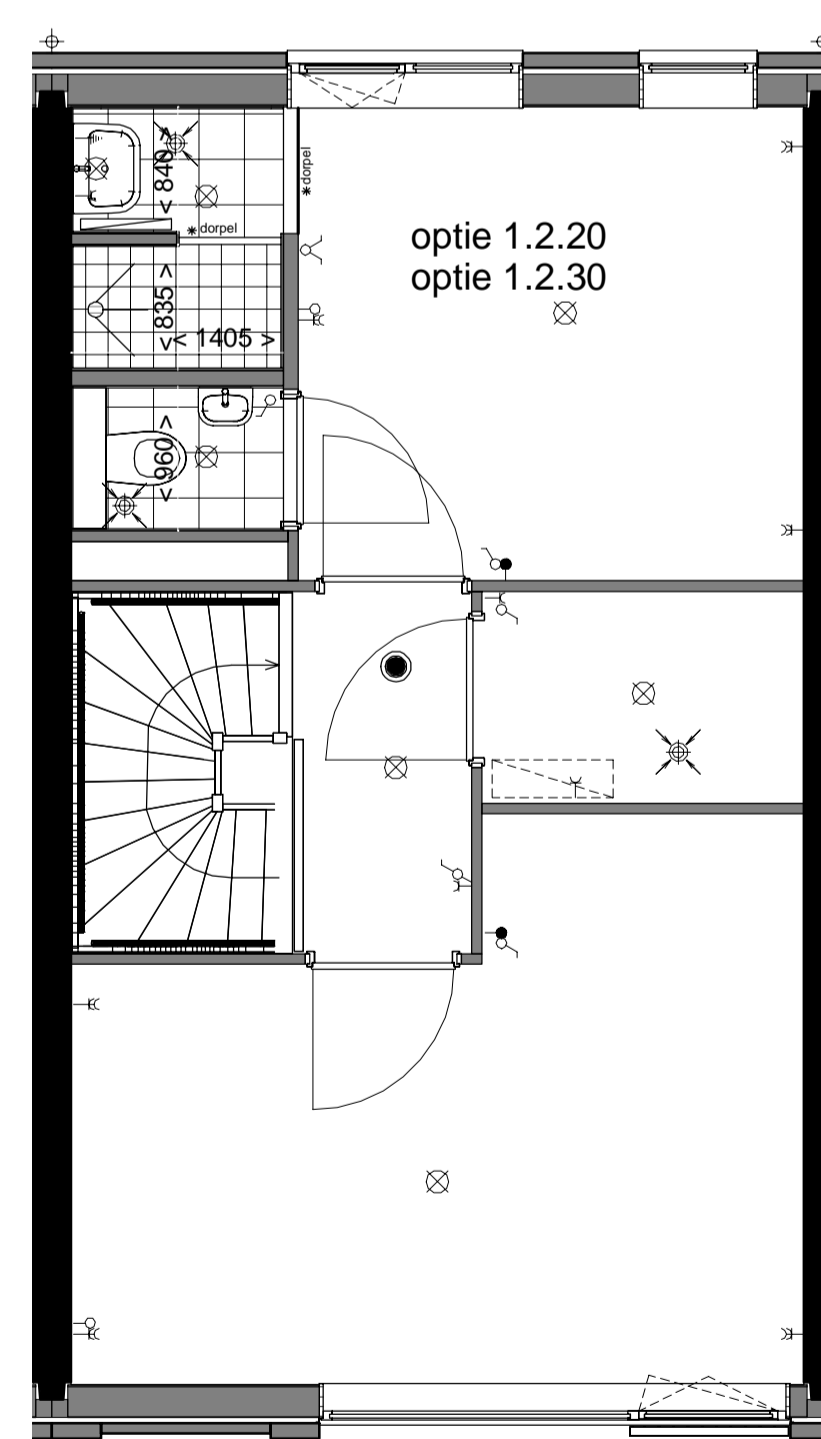 < 840 >
*dorpel
*dorpel
optie 1.2.20
optie 1.2.30
< 835 >
< 1405 >
< 960 >